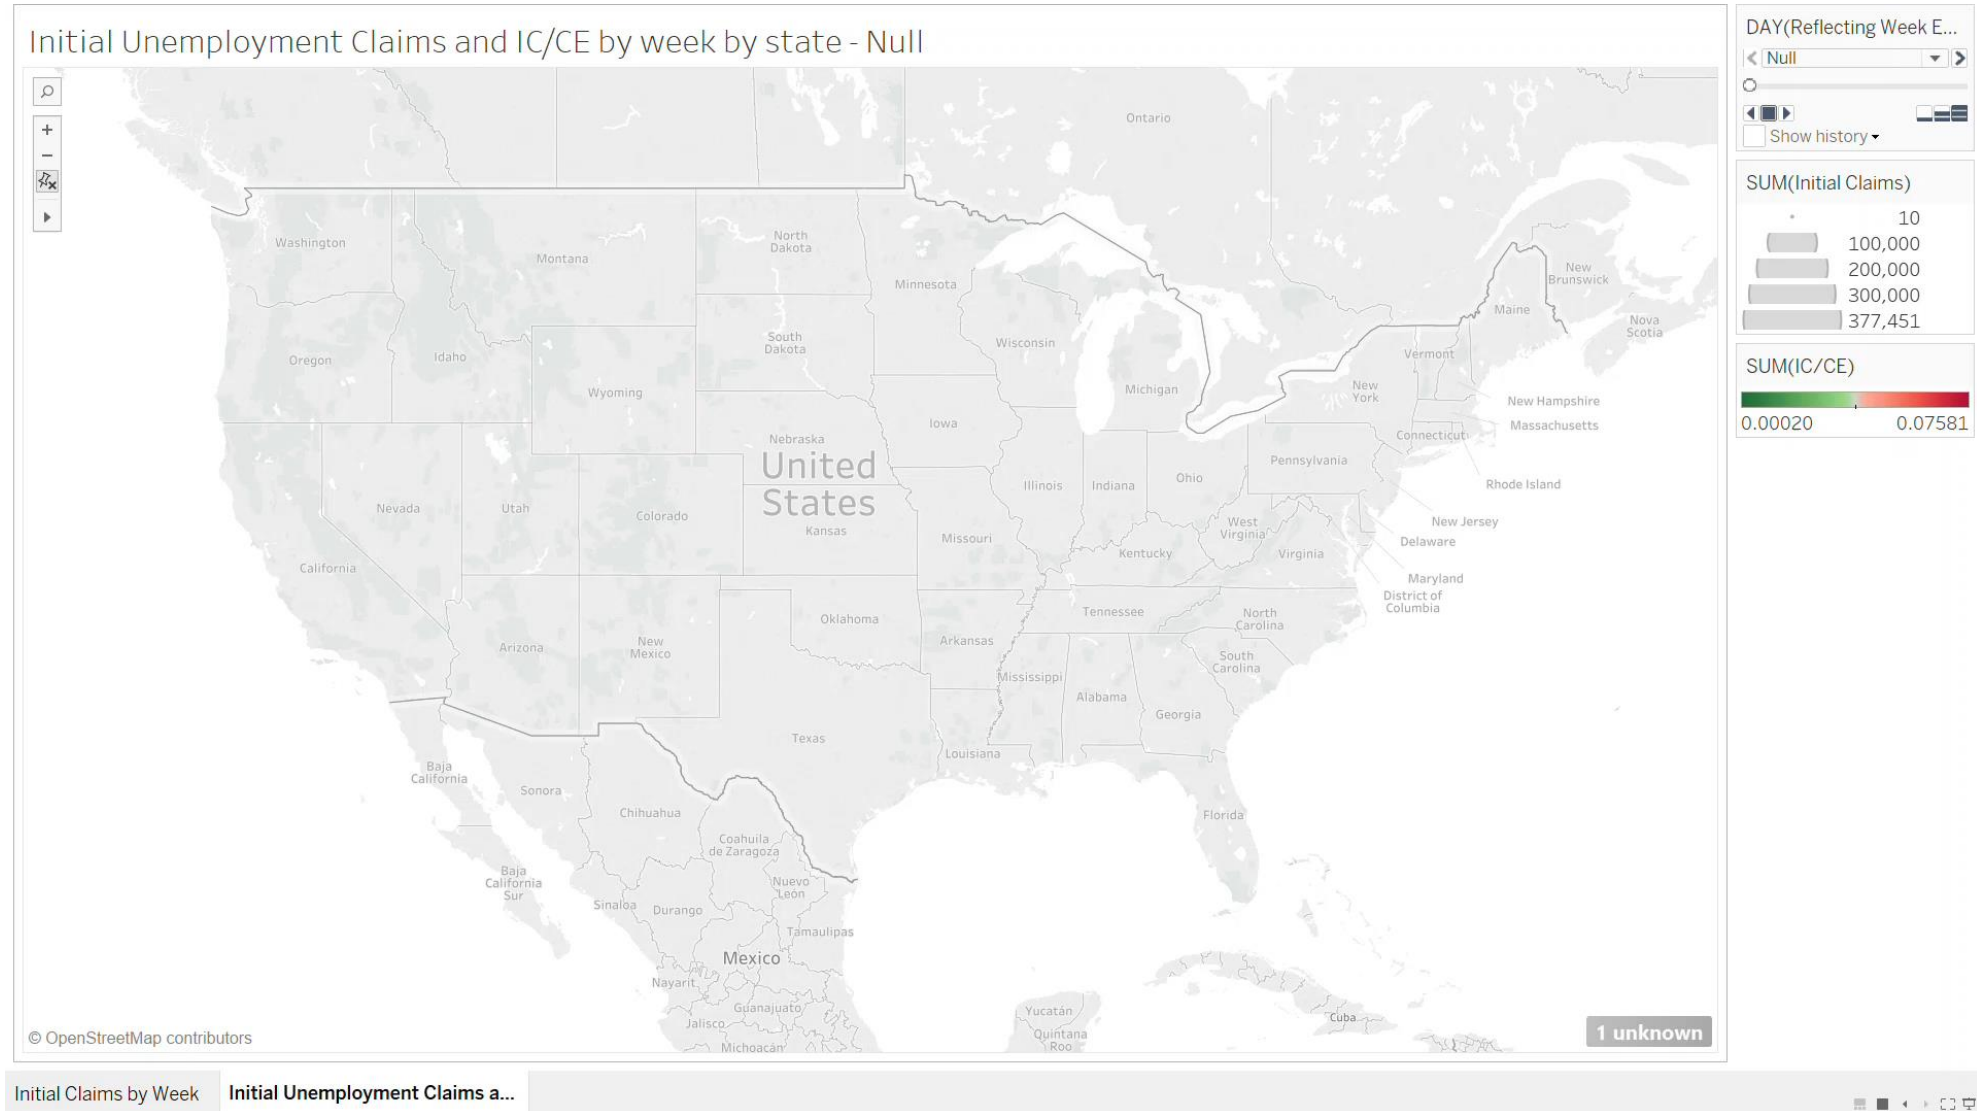 Initial Unemployment Claims and IC/CE by week by state - Null
DAY(Reflecting Week E...
Null
Show history
SUM(Initial Claims)
10
100,000
200,000
300,000
377,451
SUM(IC/CE)
0.00020 0.07581
Ontario
Washington
Montana
North
Dakota
Minnesota
New
Brunswick
Maine
Nova
Scotia
Oregon
Idaho
South
Dakota
Wisconsin
Vermont
Wyoming
Michigan
New
York
New Hampshire
Massachusetts
Iowa
Nebraska
Connecticut
United
States
Pennsylvania
Rhode Island
Nevada
Utah
Colorado
Kansas
Illinois
Indiana
Ohio
West
Virginia
New Jersey
Delaware
Missouri
Kentucky
Virginia
California
Maryland
District of
Columbia
Oklahoma
Tennessee
North
Carolina
Arizona
New
Mexico
Arkansas
South
Carolina
Mississippi
Alabama
Georgia
Texas
Louisiana
Baja
California
Sonora
Chihuahua
Florida
Coahuila
de Zaragoza
Baja
California
Sur
Nuevo
León
Sinaloa
Durango
Tamaulipas
Mexico
Nayarit
Guanajuato
Yucatán
Cuba
Jalisco
Quintana
Roo
Michoacán
© OpenStreetMap contributors
1 unknown
Initial Claims by Week
Initial Unemployment Claims a...